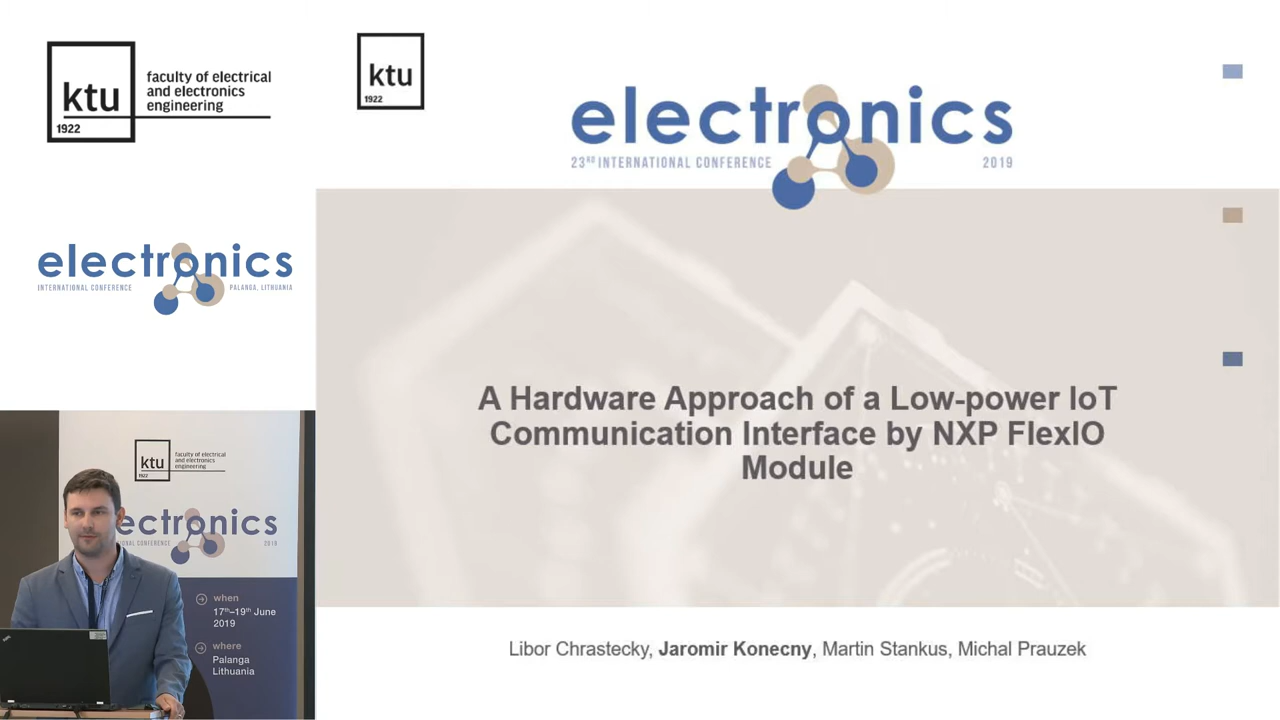 ktu
1922
faculty of electrical
and electronics
engineering
electronics
INTERNATIONAL CONFERENCE
PALANGA, LITHUANIA
ktu
1922
electronics
23RD INTERNATIONAL CONFERENCE
2019
A Hardware Approach of a Low-power IoT
Communication Interface by NXP FlexIO
Module
Libor Chrastecky, Jaromir Konecny, Martin Stankus, Michal Prauzek
ktu
1922
faculty of electrical
and electronics
engineering
ectronics
ONAL CONFERENCE
2019
when
17th–19th June
2019
where
Palanga
Lithuania